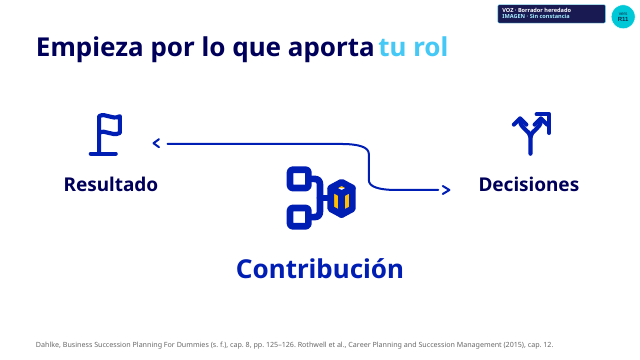 VOZ · Borrador heredado
IMAGEN · Sin constancia
R11
Empieza por lo que aporta tu rol
Resultado
Decisiones
Contribución
Dahlke, Business Succession Planning For Dummies (s. f.), cap. 8, pp. 125–126. Rothwell et al., Career Planning and Succession Management (2015), cap. 12.